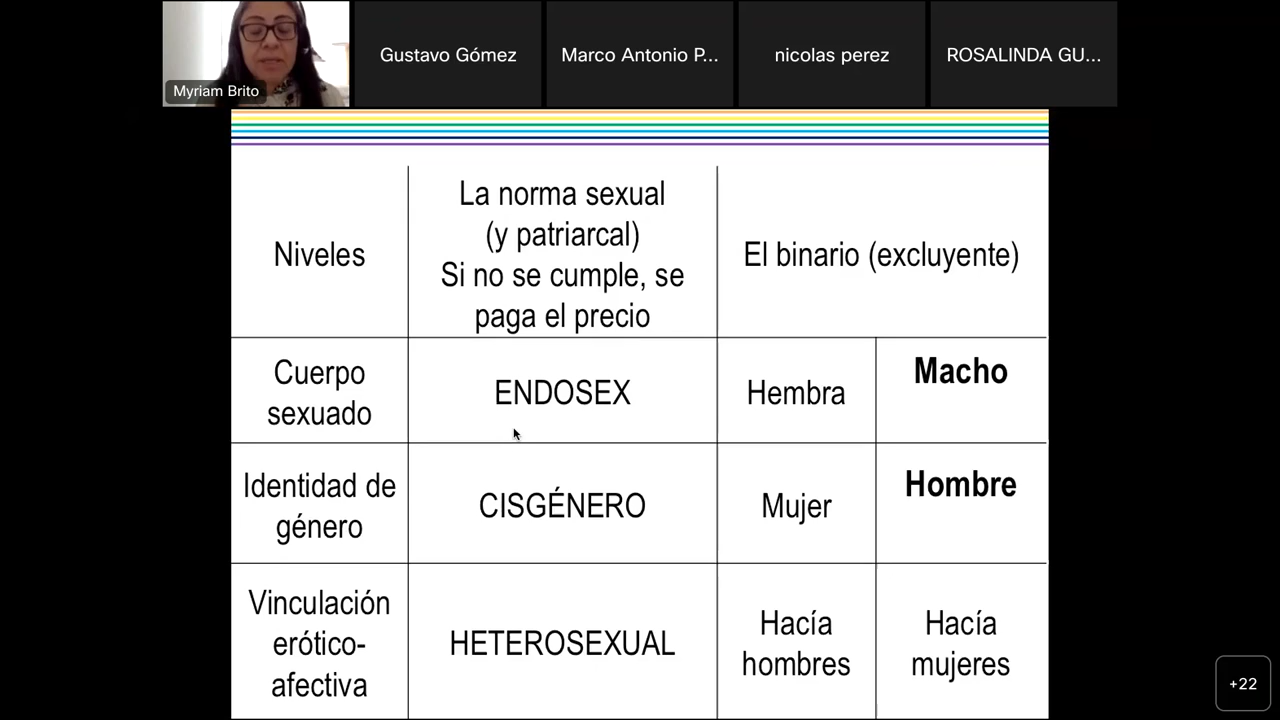 Gustavo Gómez
Marco Antonio P...
nicolas perez
ROSALINDA GU...
Myriam Brito
Niveles
La norma sexual
(y patriarcal)
Si no se cumple, se
paga el precio
El binario (excluyente)
Cuerpo
sexuado
ENDOSEX
Hembra
Macho
Identidad de
género
CISGÉNERO
Mujer
Hombre
Vinculación
erótico-
afectiva
HETEROSEXUAL
Hacía
hombres
Hacía
mujeres
+22